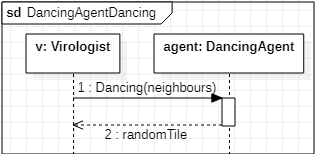 sd DancingAgentDancing
v: Virologist
agent: DancingAgent
1 : Dancing(neighbours)
2 : randomTile